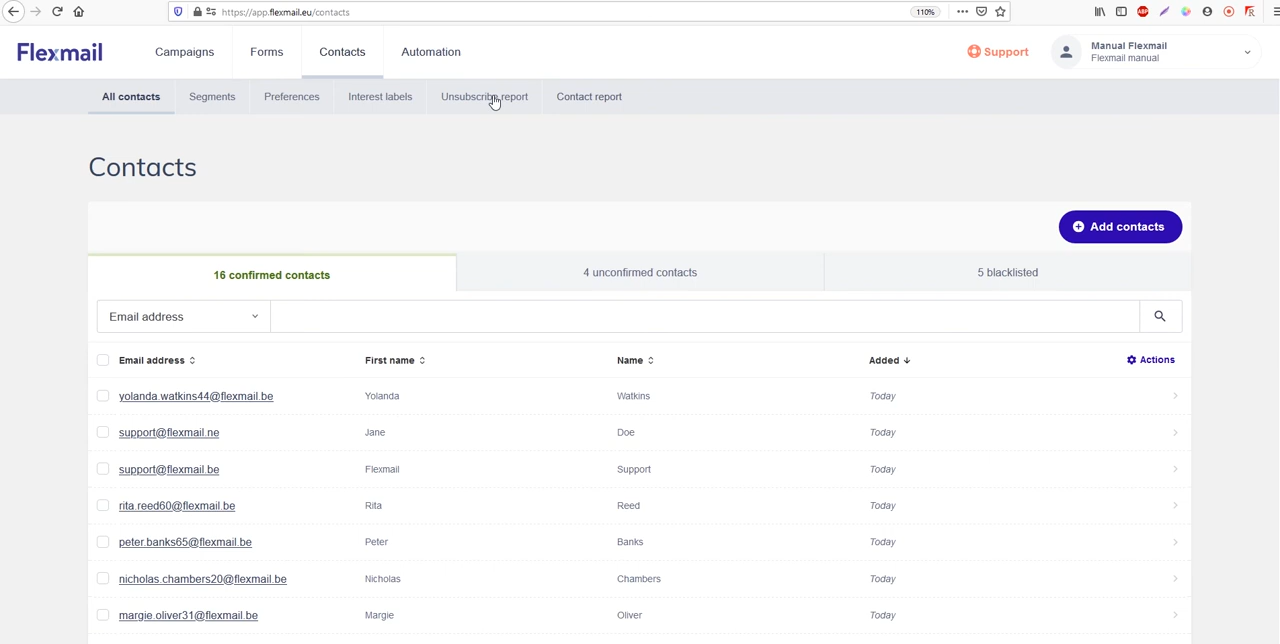 https://app.flexmail.eu/contacts 110% ABP
Flexmail Campaigns Forms Contacts Automation Support Manual Flexmail
Flexmail manual
All contacts Segments Preferences Interest labels Unsubscribe report Contact report
Contacts
Add contacts
16 confirmed contacts 4 unconfirmed contacts 5 blacklisted
Email address
Email address First name Name Added Actions
yolanda.watkins44@flexmail.be Yolanda Watkins Today
support@flexmail.ne Jane Doe Today
support@flexmail.be Flexmail Support Today
rita.reed60@flexmail.be Rita Reed Today
peter.banks65@flexmail.be Peter Banks Today
nicholas.chambers20@flexmail.be Nicholas Chambers Today
margie.oliver31@flexmail.be Margie Oliver Today